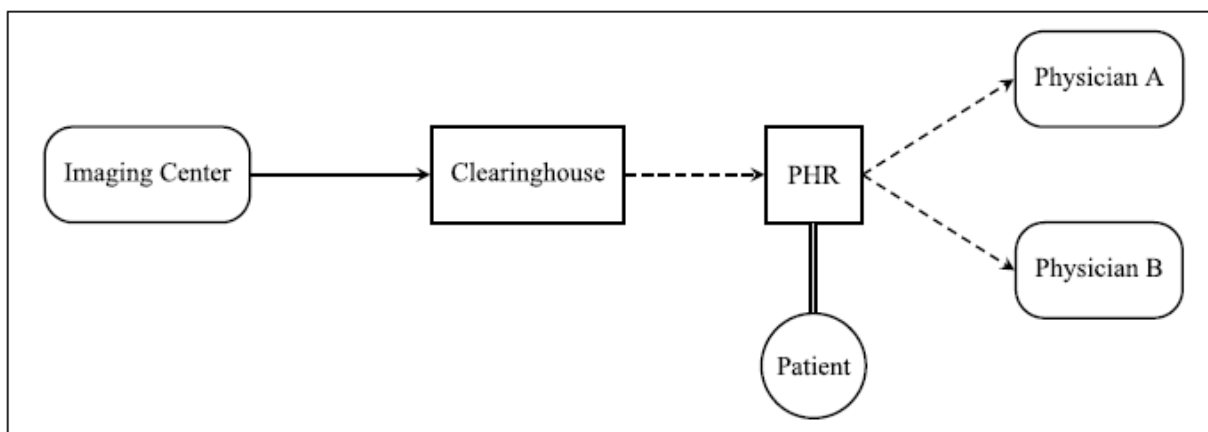 Imaging Center
Clearinghouse
PHR
Physician A
Physician B
Patient